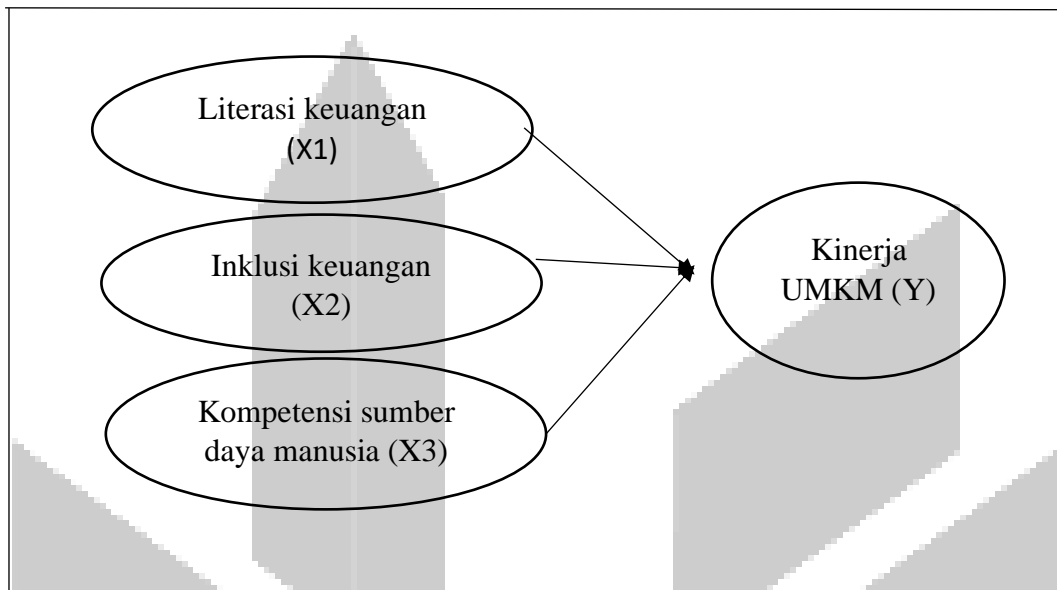 Literasi keuangan
(X1)
Inklusi keuangan
(X2)
Kompetensi sumber
daya manusia (X3)
Kinerja
UMKM (Y)